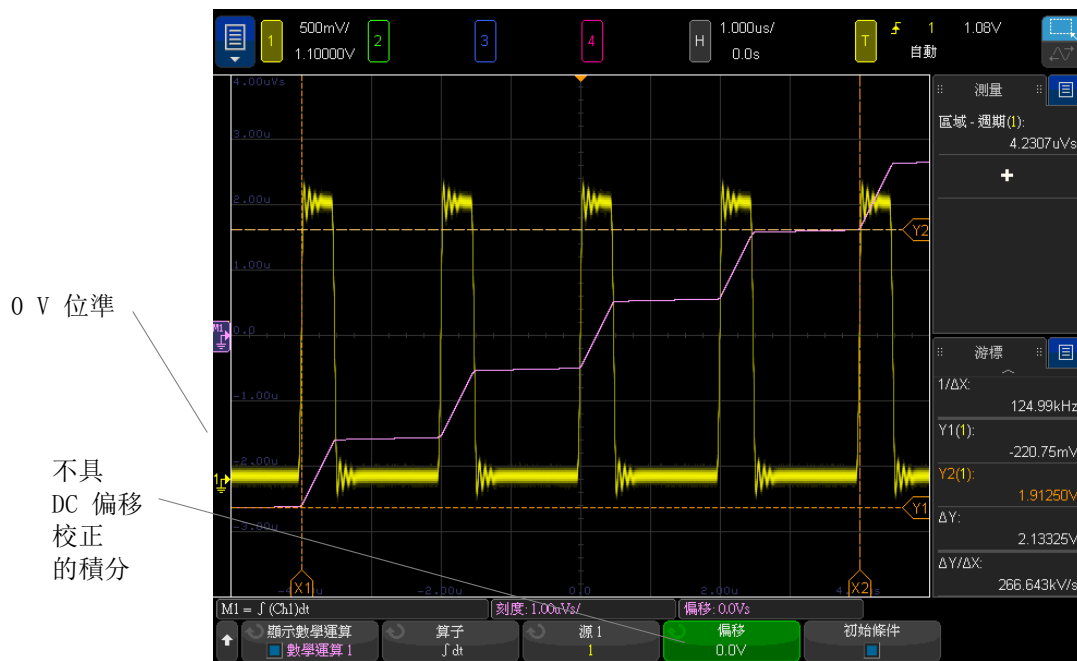 500mV/
1
1.10000V
2
3
4
H
1.000us/
0.0s
T
1
1.08V
自動
4.00uVs
3.00u
2.00u
1.00u
0.0
-1.00u
-2.00u
-3.00u
M1
1
Y2
Y1
X1
-2.00u
0.0
2.00u
X2
測量
區域 - 週期(1):
4.2307uVs
+
游標
1/ΔX:
124.99kHz
Y1(1):
-220.75mV
Y2(1):
1.91250V
ΔY:
2.13325V
ΔY/ΔX:
266.643kV/s
0 V 位準
不具
DC 偏移
校正
的積分
M1 = ∫ (Ch1)dt
刻度: 1.00uVs/
偏移: 0.0Vs
顯示數學運算
數學運算 1
算子
∫ dt
源 1
1
偏移
0.0V
初始條件